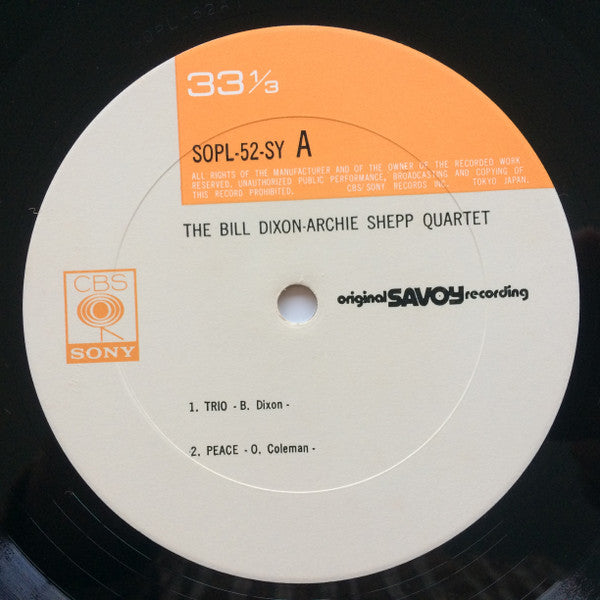 33 1/3
SOPL-52-SY A
ALL RIGHTS OF THE MANUFACTURER AND OF THE OWNER OF THE RECORDED WORK
RESERVED. UNAUTHORIZED PUBLIC PERFORMANCE, BROADCASTING AND COPYING OF
THIS RECORD PROHIBITED. CBS/SONY RECORDS INC. TOKYO JAPAN.
THE BILL DIXON-ARCHIE SHEPP QUARTET
CBS
SONY
original SAVOY recording
1. TRIO - B. Dixon -
2. PEACE - O. Coleman -